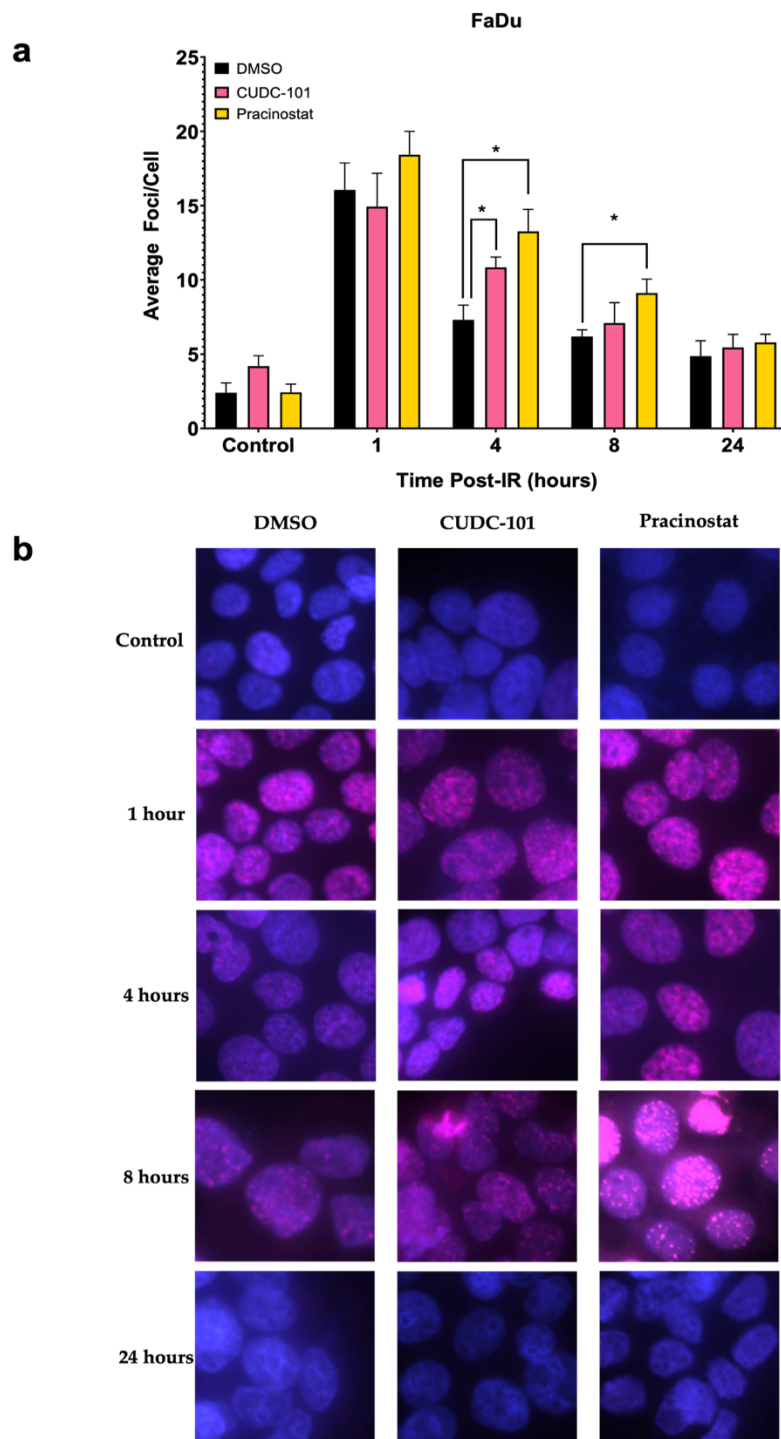 FaDu
a
25
DMSO
CUDC-101
Pracinostat
20
15
10
5
0
*
*
*
Average Foci/Cell
Control 1 4 8 24
Time Post-IR (hours)
b
DMSO CUDC-101 Pracinostat
Control
1 hour
4 hours
8 hours
24 hours